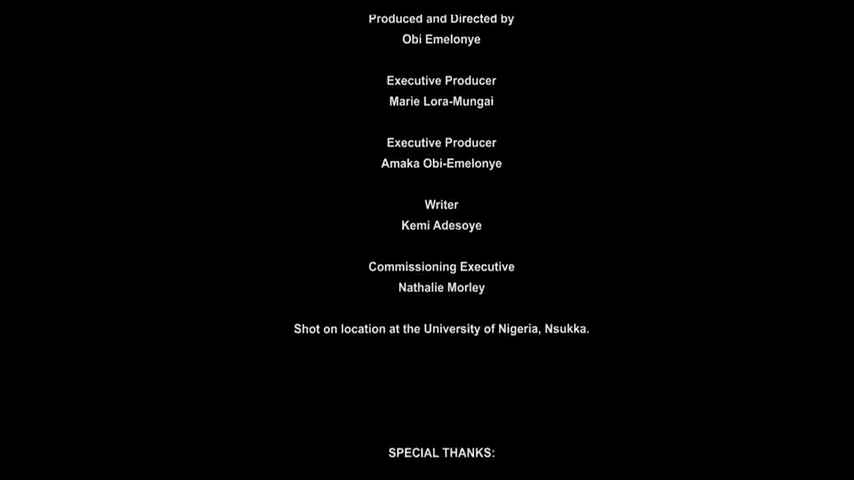 Produced and Directed by
Obi Emelonye
Executive Producer
Marie Lora-Mungai
Executive Producer
Amaka Obi-Emelonye
Writer
Kemi Adesoye
Commissioning Executive
Nathalie Morley
Shot on location at the University of Nigeria, Nsukka.
SPECIAL THANKS: